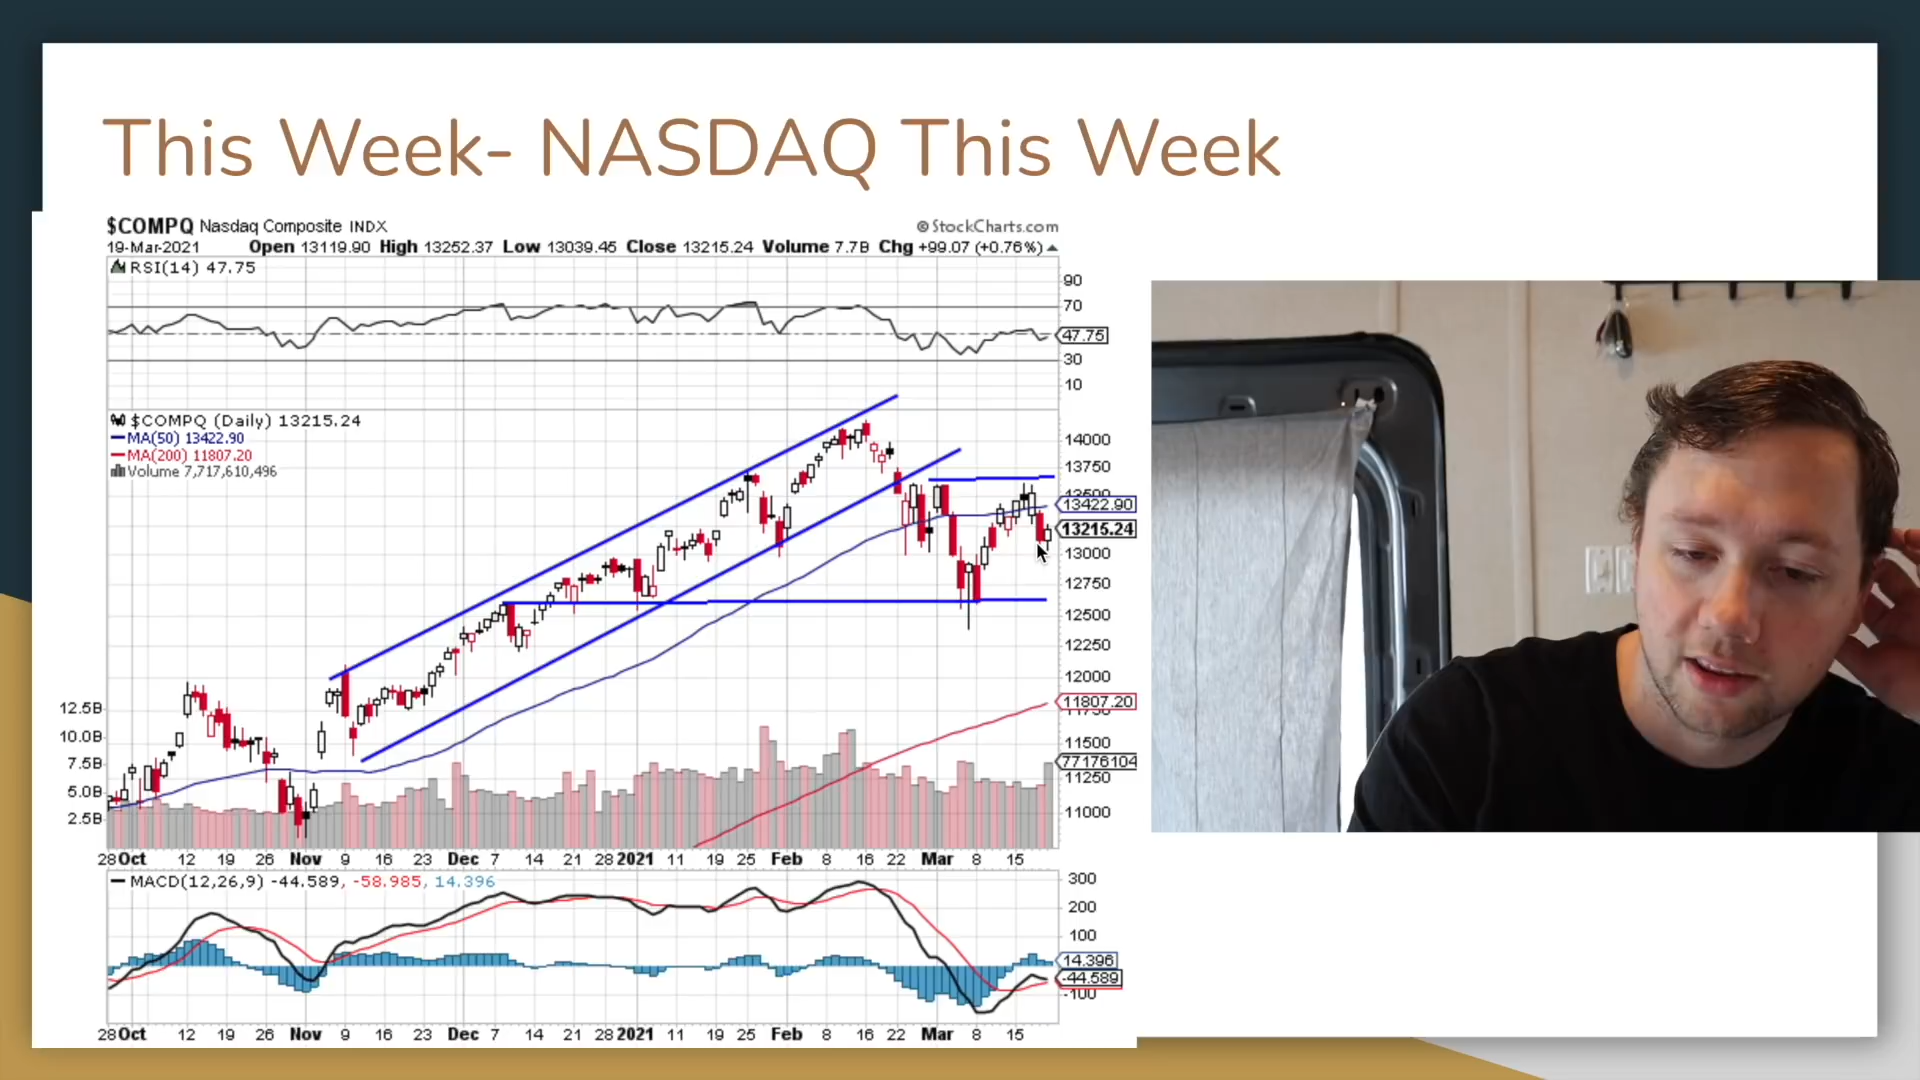 This Week- NASDAQ This Week
$COMPQ Nasdaq Composite INDX
© StockCharts.com
19-Mar-2021 Open 13119.90 High 13252.37 Low 13039.45 Close 13215.24 Volume 7.7B Chg +99.07 (+0.76%)
RSI(14) 47.75
90
70
47.75
30
10
$COMPQ (Daily) 13215.24
MA(50) 13422.90
MA(200) 11807.20
Volume 7,717,610,496
14000
13750
13500
13422.90
13215.24
13000
12750
12500
12250
12000
11807.20
11750
11500
77176104
11250
11000
12.5B
10.0B
7.5B
5.0B
2.5B
28 Oct 12 19 26 Nov 9 16 23 Dec 7 14 21 28 2021 11 19 25 Feb 8 16 22 Mar 8 15
MACD(12,26,9) -44.589, -58.985, 14.396
300
200
100
14.396
-44.589
-100
28 Oct 12 19 26 Nov 9 16 23 Dec 7 14 21 28 2021 11 19 25 Feb 8 16 22 Mar 8 15